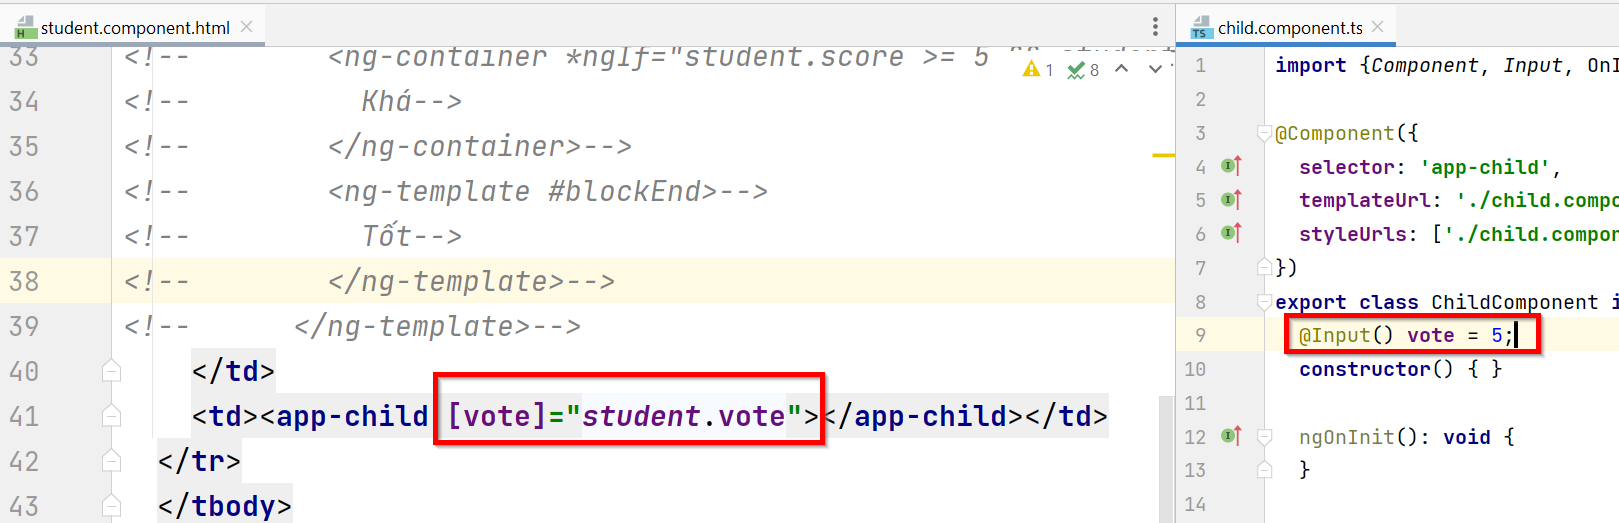 student.component.html
33 <!-- <ng-container *ngIf="student.score >= 5 && student
1 8
34 <!-- Khá-->
35 <!-- </ng-container>-->
36 <!-- <ng-template #blockEnd>-->
37 <!-- Tốt-->
38 <!-- </ng-template>-->
39 <!-- </ng-template>-->
40 </td>
41 <td><app-child [vote]="student.vote"></app-child></td>
42 </tr>
43 </tbody>
child.component.ts
1 import {Component, Input, OnI
2
3 @Component({
4 selector: 'app-child',
5 templateUrl: './child.compo
6 styleUrls: ['./child.compon
7 })
8 export class ChildComponent i
9 @Input() vote = 5;
10 constructor() { }
11
12 ngOnInit(): void {
13 }
14